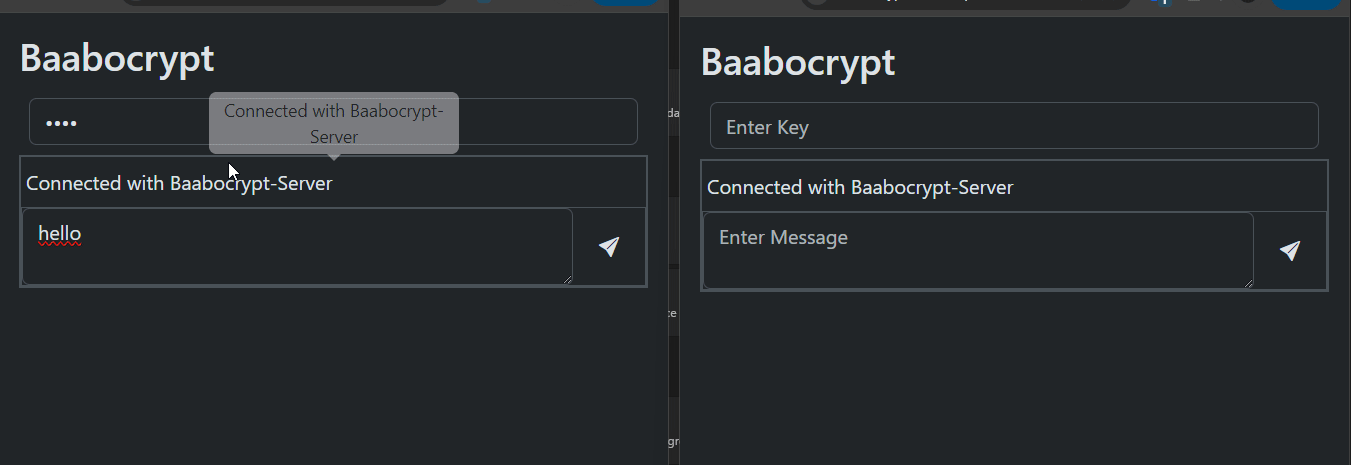 Baabocrypt
••••
Connected with Baabocrypt-
Server
Connected with Baabocrypt-Server
hello
Baabocrypt
Enter Key
Connected with Baabocrypt-Server
Enter Message